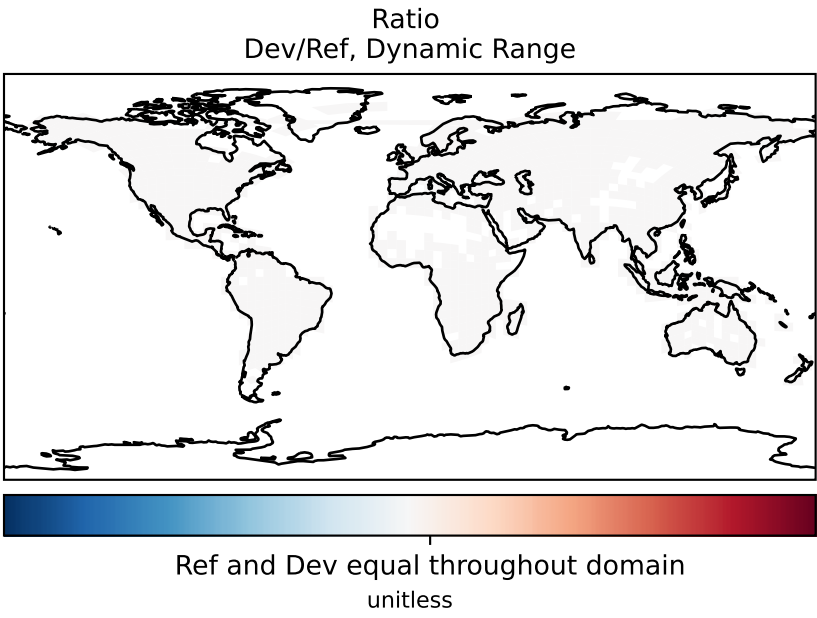 Ratio
Dev/Ref, Dynamic Range
Ref and Dev equal throughout domain
unitless